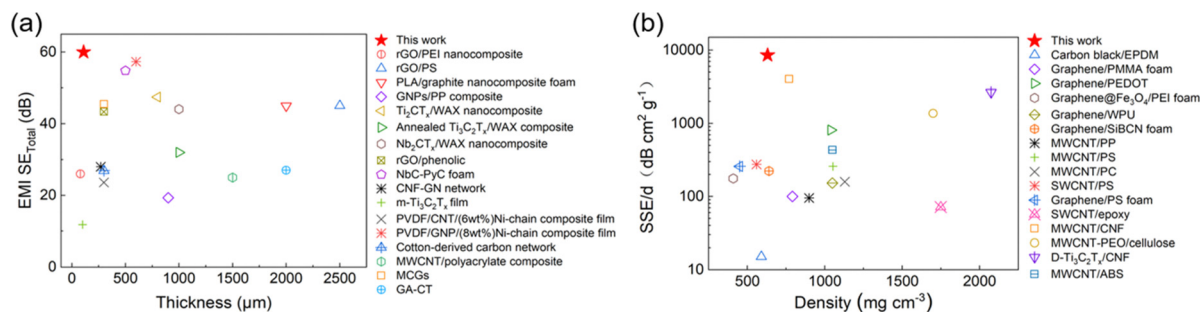 (a)
EMI SE_Total (dB)
60
40
20
0
0 500 1000 1500 2000 2500
Thickness (μm)
This work
rGO/PEI nanocomposite
rGO/PS
PLA/graphite nanocomposite foam
GNPs/PP composite
Ti₂CTₓ/WAX nanocomposite
Annealed Ti₃C₂Tₓ/WAX composite
Nb₂CTₓ/WAX nanocomposite
rGO/phenolic
NbC-PyC foam
CNF-GN network
m-Ti₃C₂Tₓ film
PVDF/CNT/(6wt%)Ni-chain composite film
PVDF/GNP/(8wt%)Ni-chain composite film
Cotton-derived carbon network
MWCNT/polyacrylate composite
MCGs
GA-CT
(b)
SSE/d (dB cm² g⁻¹)
10000
1000
100
10
500 1000 1500 2000
Density (mg cm⁻³)
This work
Carbon black/EPDM
Graphene/PMMA foam
Graphene/PEDOT
Graphene@Fe₃O₄/PEI foam
Graphene/WPU
Graphene/SiBCN foam
MWCNT/PP
MWCNT/PS
MWCNT/PC
SWCNT/PS
Graphene/PS foam
SWCNT/epoxy
MWCNT/CNF
MWCNT-PEO/cellulose
D-Ti₃C₂Tₓ/CNF
MWCNT/ABS